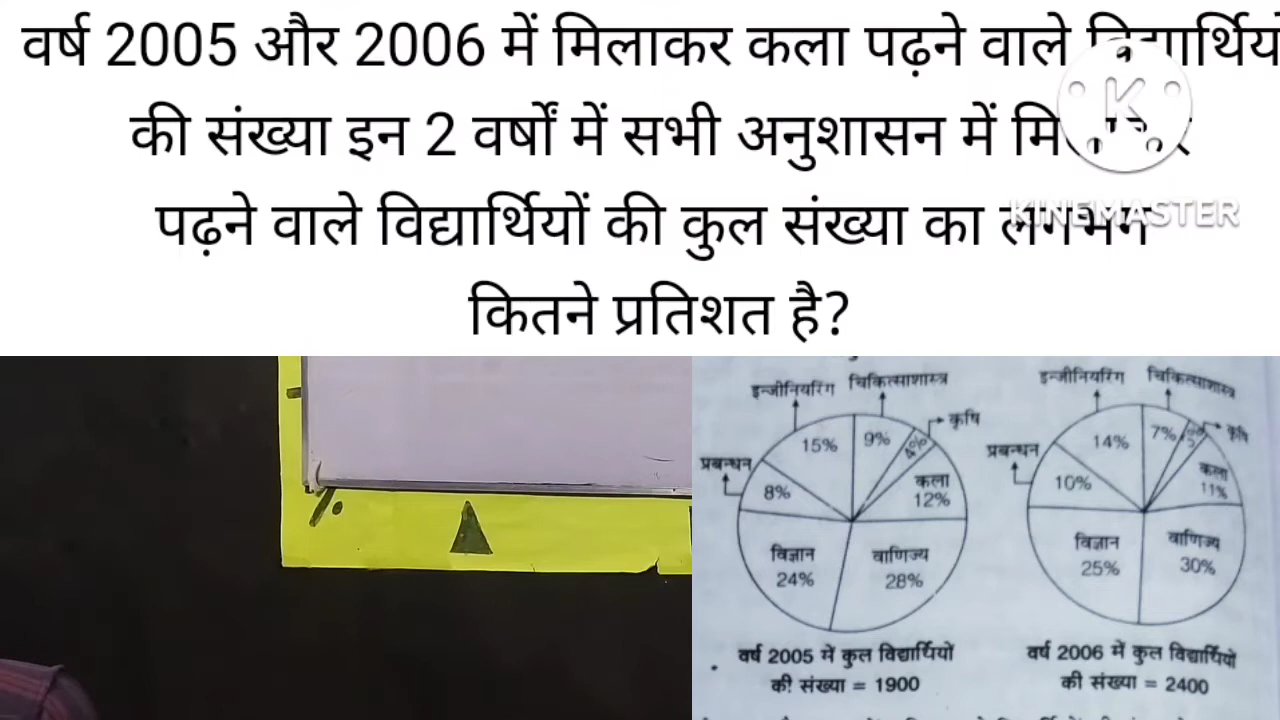 वर्ष 2005 और 2006 में मिलाकर कला पढ़ने वाले
की संख्या इन 2 वर्षों में सभी अनुशासन में
पढ़ने वाले विद्यार्थियों की कुल संख्या का लगभग
कितने प्रतिशत है?
KINEMASTER
इन्जीनियरिंग चिकित्साशास्त्र
कृषि
प्रबन्धन
15%
9%
4%
8%
कला
12%
विज्ञान
24%
वाणिज्य
28%
वर्ष 2005 में कुल विद्यार्थियों
की संख्या = 1900
इन्जीनियरिंग चिकित्साशास्त्र
कृषि
प्रबन्धन
14%
7%
10%
कला
11%
विज्ञान
25%
वाणिज्य
30%
वर्ष 2006 में कुल विद्यार्थियों
की संख्या = 2400